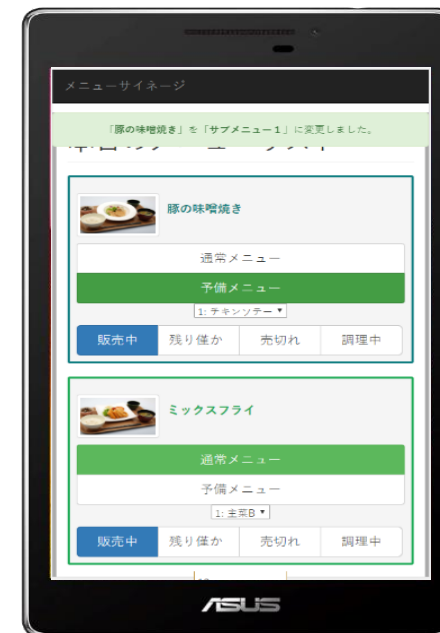 メニューサイネージ
「豚の味噌焼き」を「サブメニュー1」に変更しました。
豚の味噌焼き
通常メニュー
予備メニュー
1: チキンソテー ▼
販売中 残り僅か 売切れ 調理中
ミックスフライ
通常メニュー
予備メニュー
1: 主菜B ▼
販売中 残り僅か 売切れ 調理中
ASUS